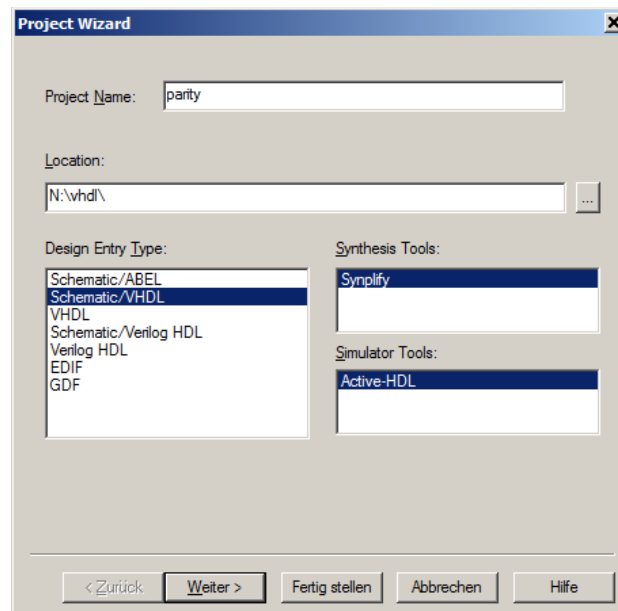 Project Wizard
Project Name: parity
Location:
N:\vhdl\
...
Design Entry Type:
Schematic/ABEL
Schematic/VHDL
VHDL
Schematic/Verilog HDL
Verilog HDL
EDIF
GDF
Synthesis Tools:
Synplify
Simulator Tools:
Active-HDL
< Zurück Weiter > Fertig stellen Abbrechen Hilfe